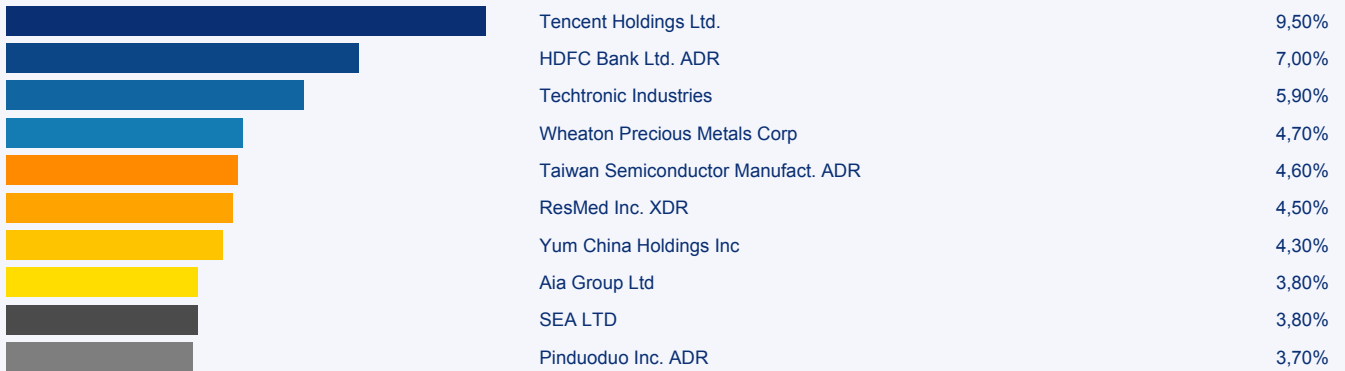 Tencent Holdings Ltd. 9,50%
HDFC Bank Ltd. ADR 7,00%
Techtronic Industries 5,90%
Wheaton Precious Metals Corp 4,70%
Taiwan Semiconductor Manufact. ADR 4,60%
ResMed Inc. XDR 4,50%
Yum China Holdings Inc 4,30%
Aia Group Ltd 3,80%
SEA LTD 3,80%
Pinduoduo Inc. ADR 3,70%